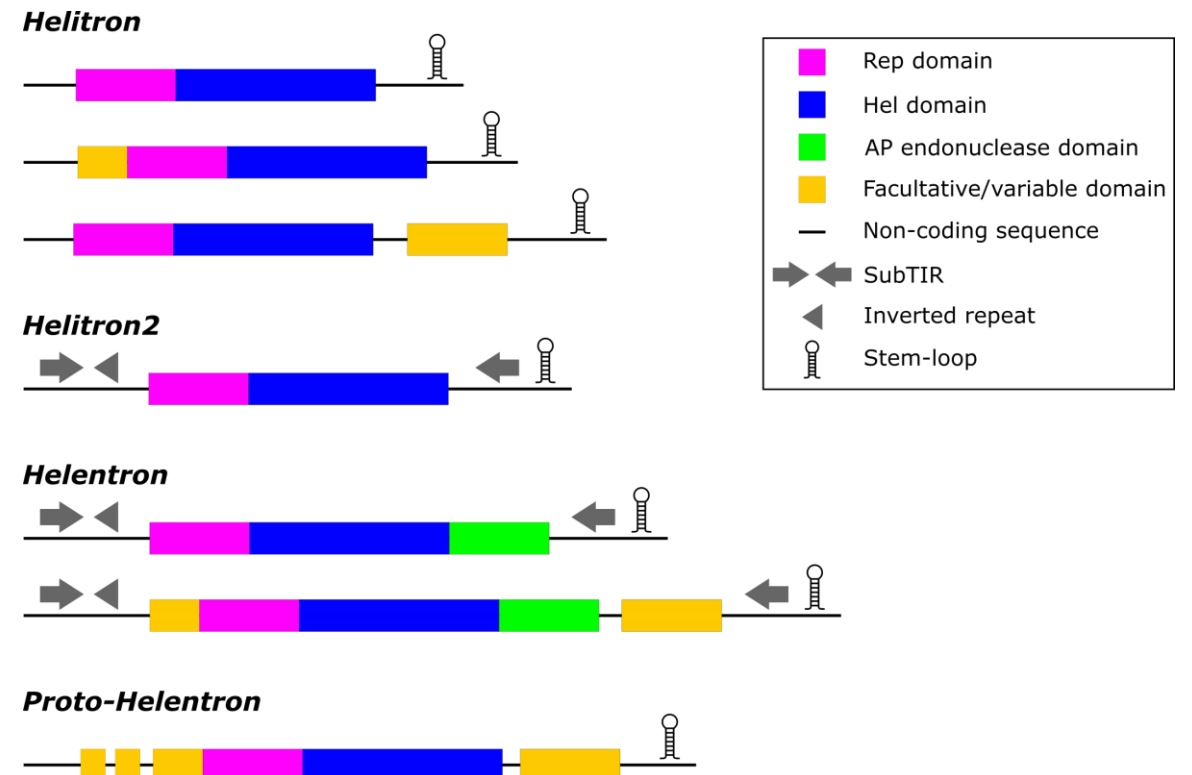 Helitron
Rep domain
Hel domain
AP endonuclease domain
Facultative/variable domain
Non-coding sequence
SubTIR
Inverted repeat
Stem-loop
Helitron2
Helentron
Proto-Helentron